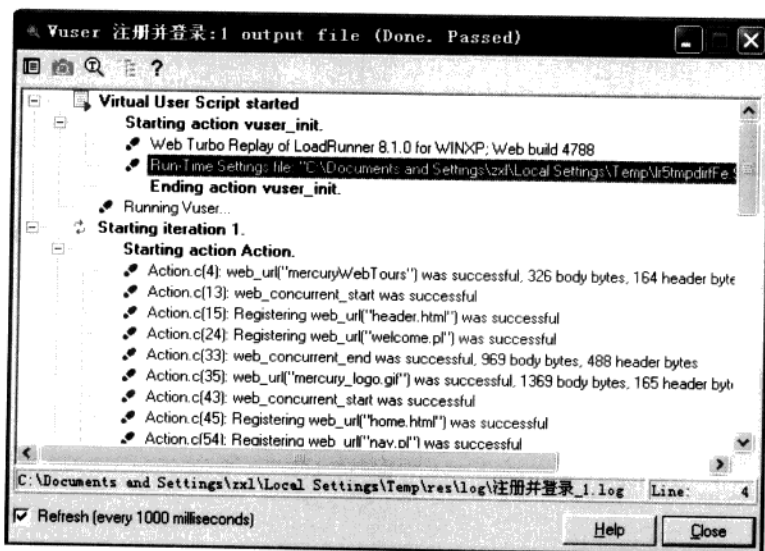 Vuser 注册并登录:1 output file (Done. Passed)
Virtual User Script started
Starting action vuser_init.
Web Turbo Replay of LoadRunner 8.1.0 for WINXP; Web build 4788
Run-Time Settings file: "C:\Documents and Settings\zxl\Local Settings\Temp\
Ending action vuser_init.
Running Vuser...
Starting iteration 1.
Starting action Action.
Action.c(4): web_url("mercuryWebTours") was successful, 326 body bytes, 164 header byte
Action.c(13): web_concurrent_start was successful
Action.c(15): Registering web_url("header.html") was successful
Action.c(24): Registering web_url("welcome.pl") was successful
Action.c(33): web_concurrent_end was successful, 969 body bytes, 488 header bytes
Action.c(35): web_url("mercury_logo.gif") was successful, 1369 body bytes, 165 header byt
Action.c(43): web_concurrent_start was successful
Action.c(45): Registering web_url("home.html") was successful
Action.c(54): Registering web_url("nav.pl") was successful
C:\Documents and Settings\zxl\Local Settings\Temp\res\log\注册并登录_1.log Line: 4
Refresh (every 1000 milliseconds)
Help Close